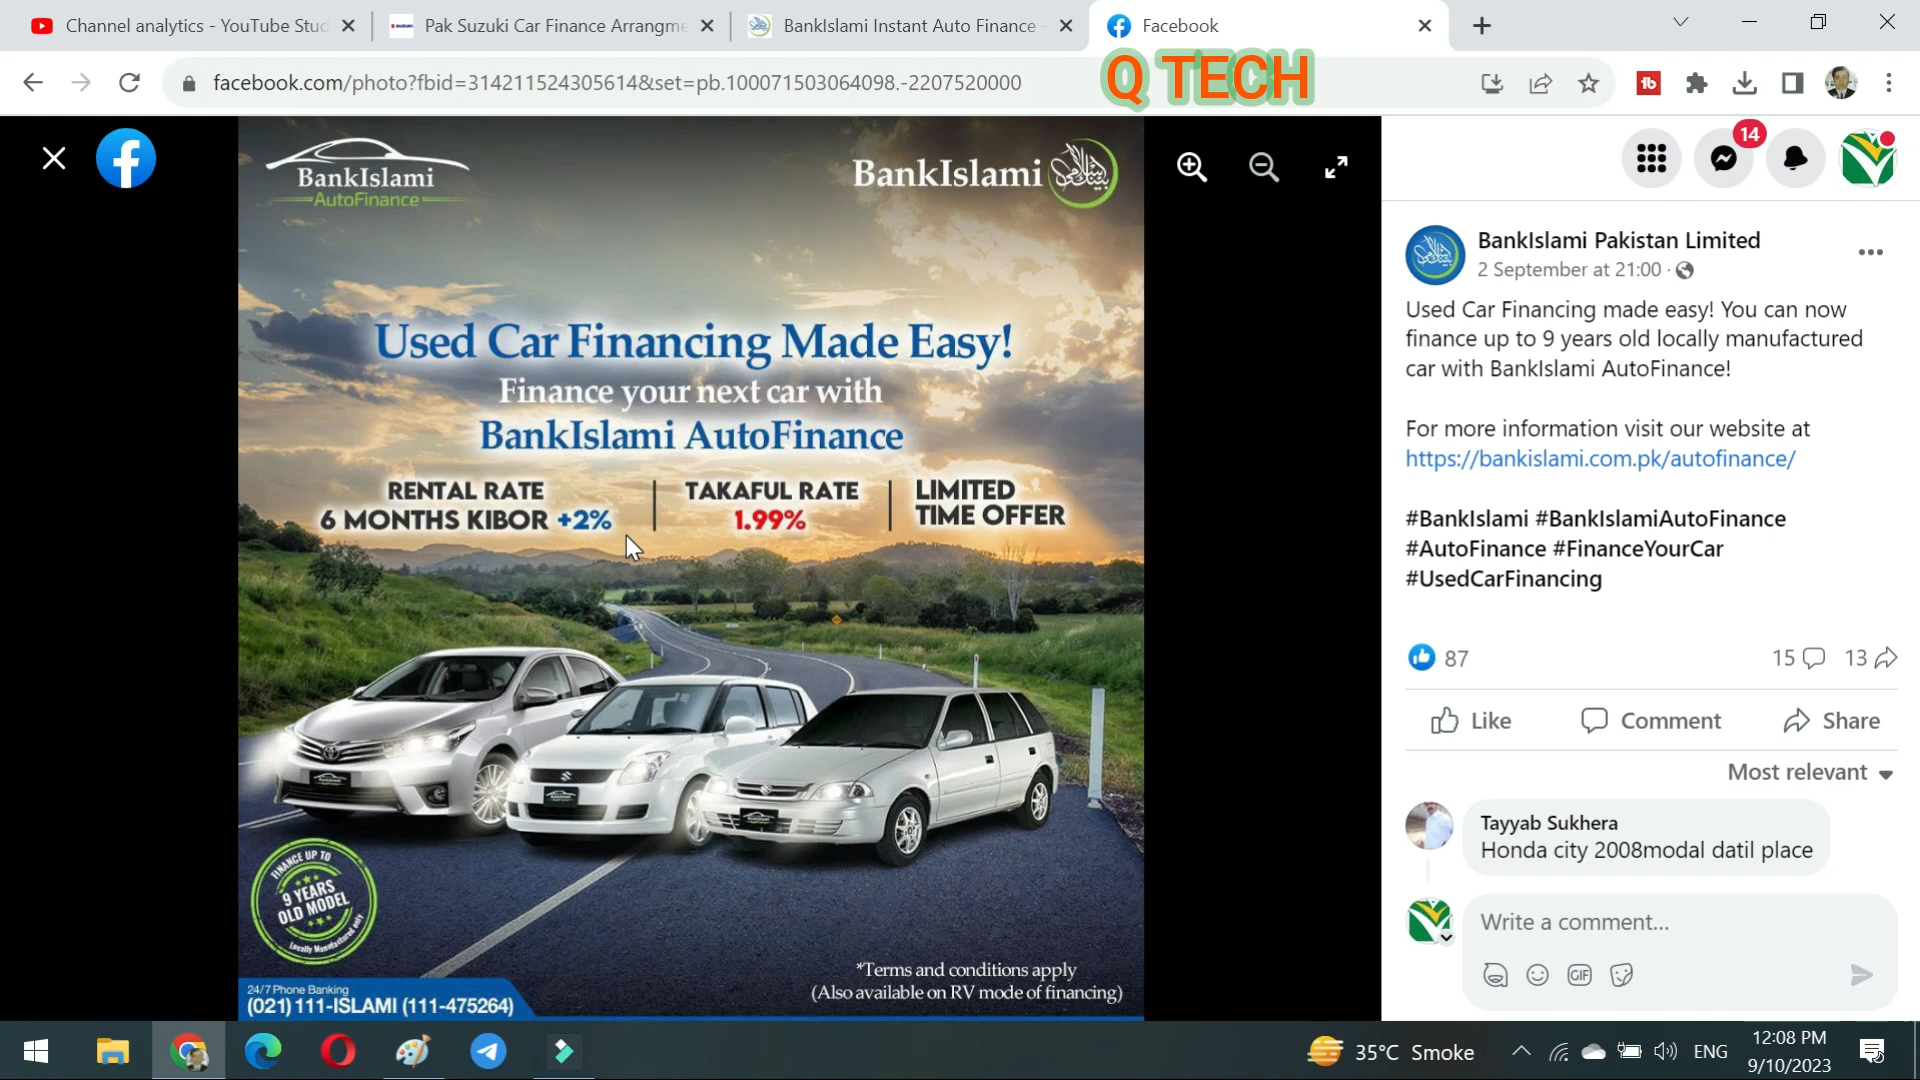 Channel analytics - YouTube Stud
Pak Suzuki Car Finance Arrangme
BankIslami Instant Auto Finance -
Facebook
facebook.com/photo?fbid=314211524305614&set=pb.100071503064098.-2207520000
Q TECH
BankIslami
AutoFinance
BankIslami
Used Car Financing Made Easy!
Finance your next car with
BankIslami AutoFinance
RENTAL RATE
6 MONTHS KIBOR +2%
TAKAFUL RATE
1.99%
LIMITED
TIME OFFER
FINANCE UP TO
9 YEARS
OLD MODEL
Locally Manufactured only
24/7 Phone Banking
(021) 111-ISLAMI (111-475264)
*Terms and conditions apply
(Also available on RV mode of financing)
14
BankIslami Pakistan Limited
2 September at 21:00 ·
Used Car Financing made easy! You can now
finance up to 9 years old locally manufactured
car with BankIslami AutoFinance!
For more information visit our website at
https://bankislami.com.pk/autofinance/
#BankIslami #BankIslamiAutoFinance
#AutoFinance #FinanceYourCar
#UsedCarFinancing
87
15
13
Like
Comment
Share
Most relevant
Tayyab Sukhera
Honda city 2008modal datil place
Write a comment...
GIF
35°C Smoke
ENG
12:08 PM
9/10/2023